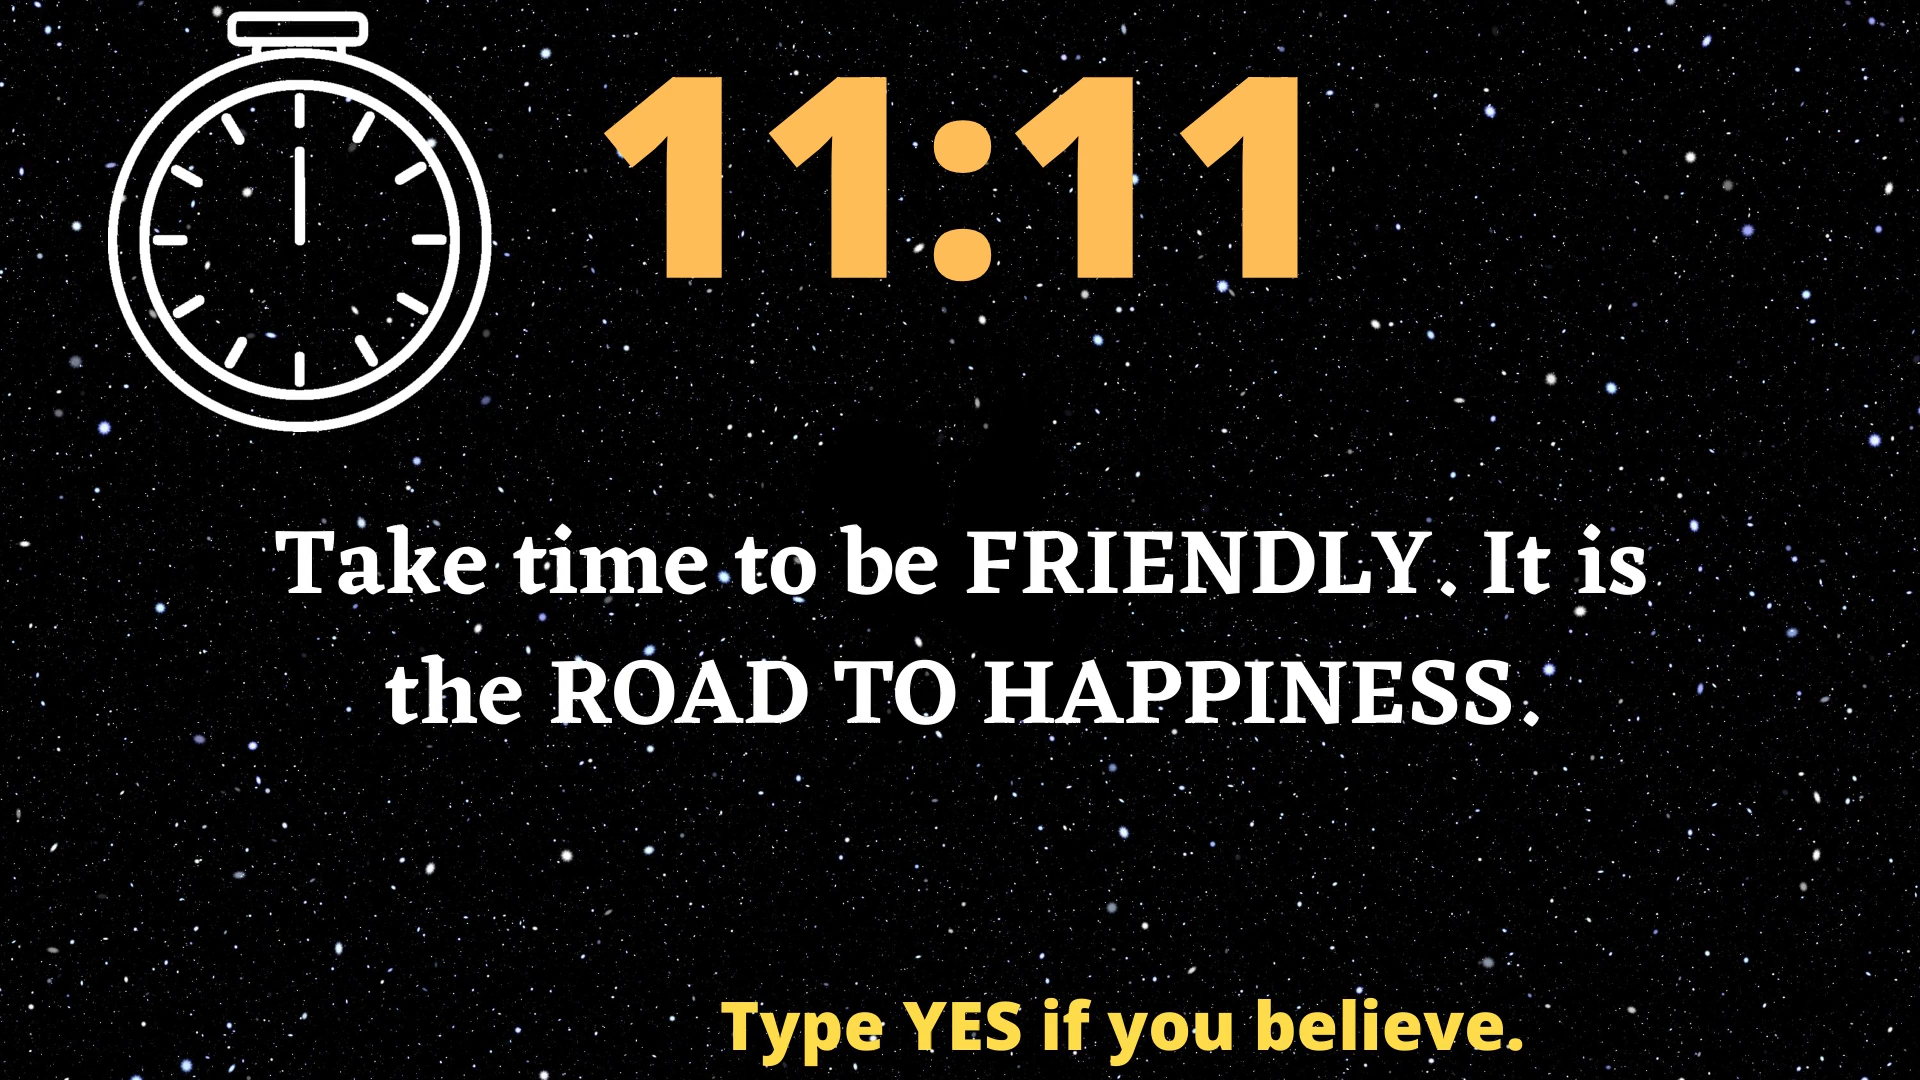 11:11
Take time to be FRIENDLY. It is
the ROAD TO HAPPINESS.
Type YES if you believe.